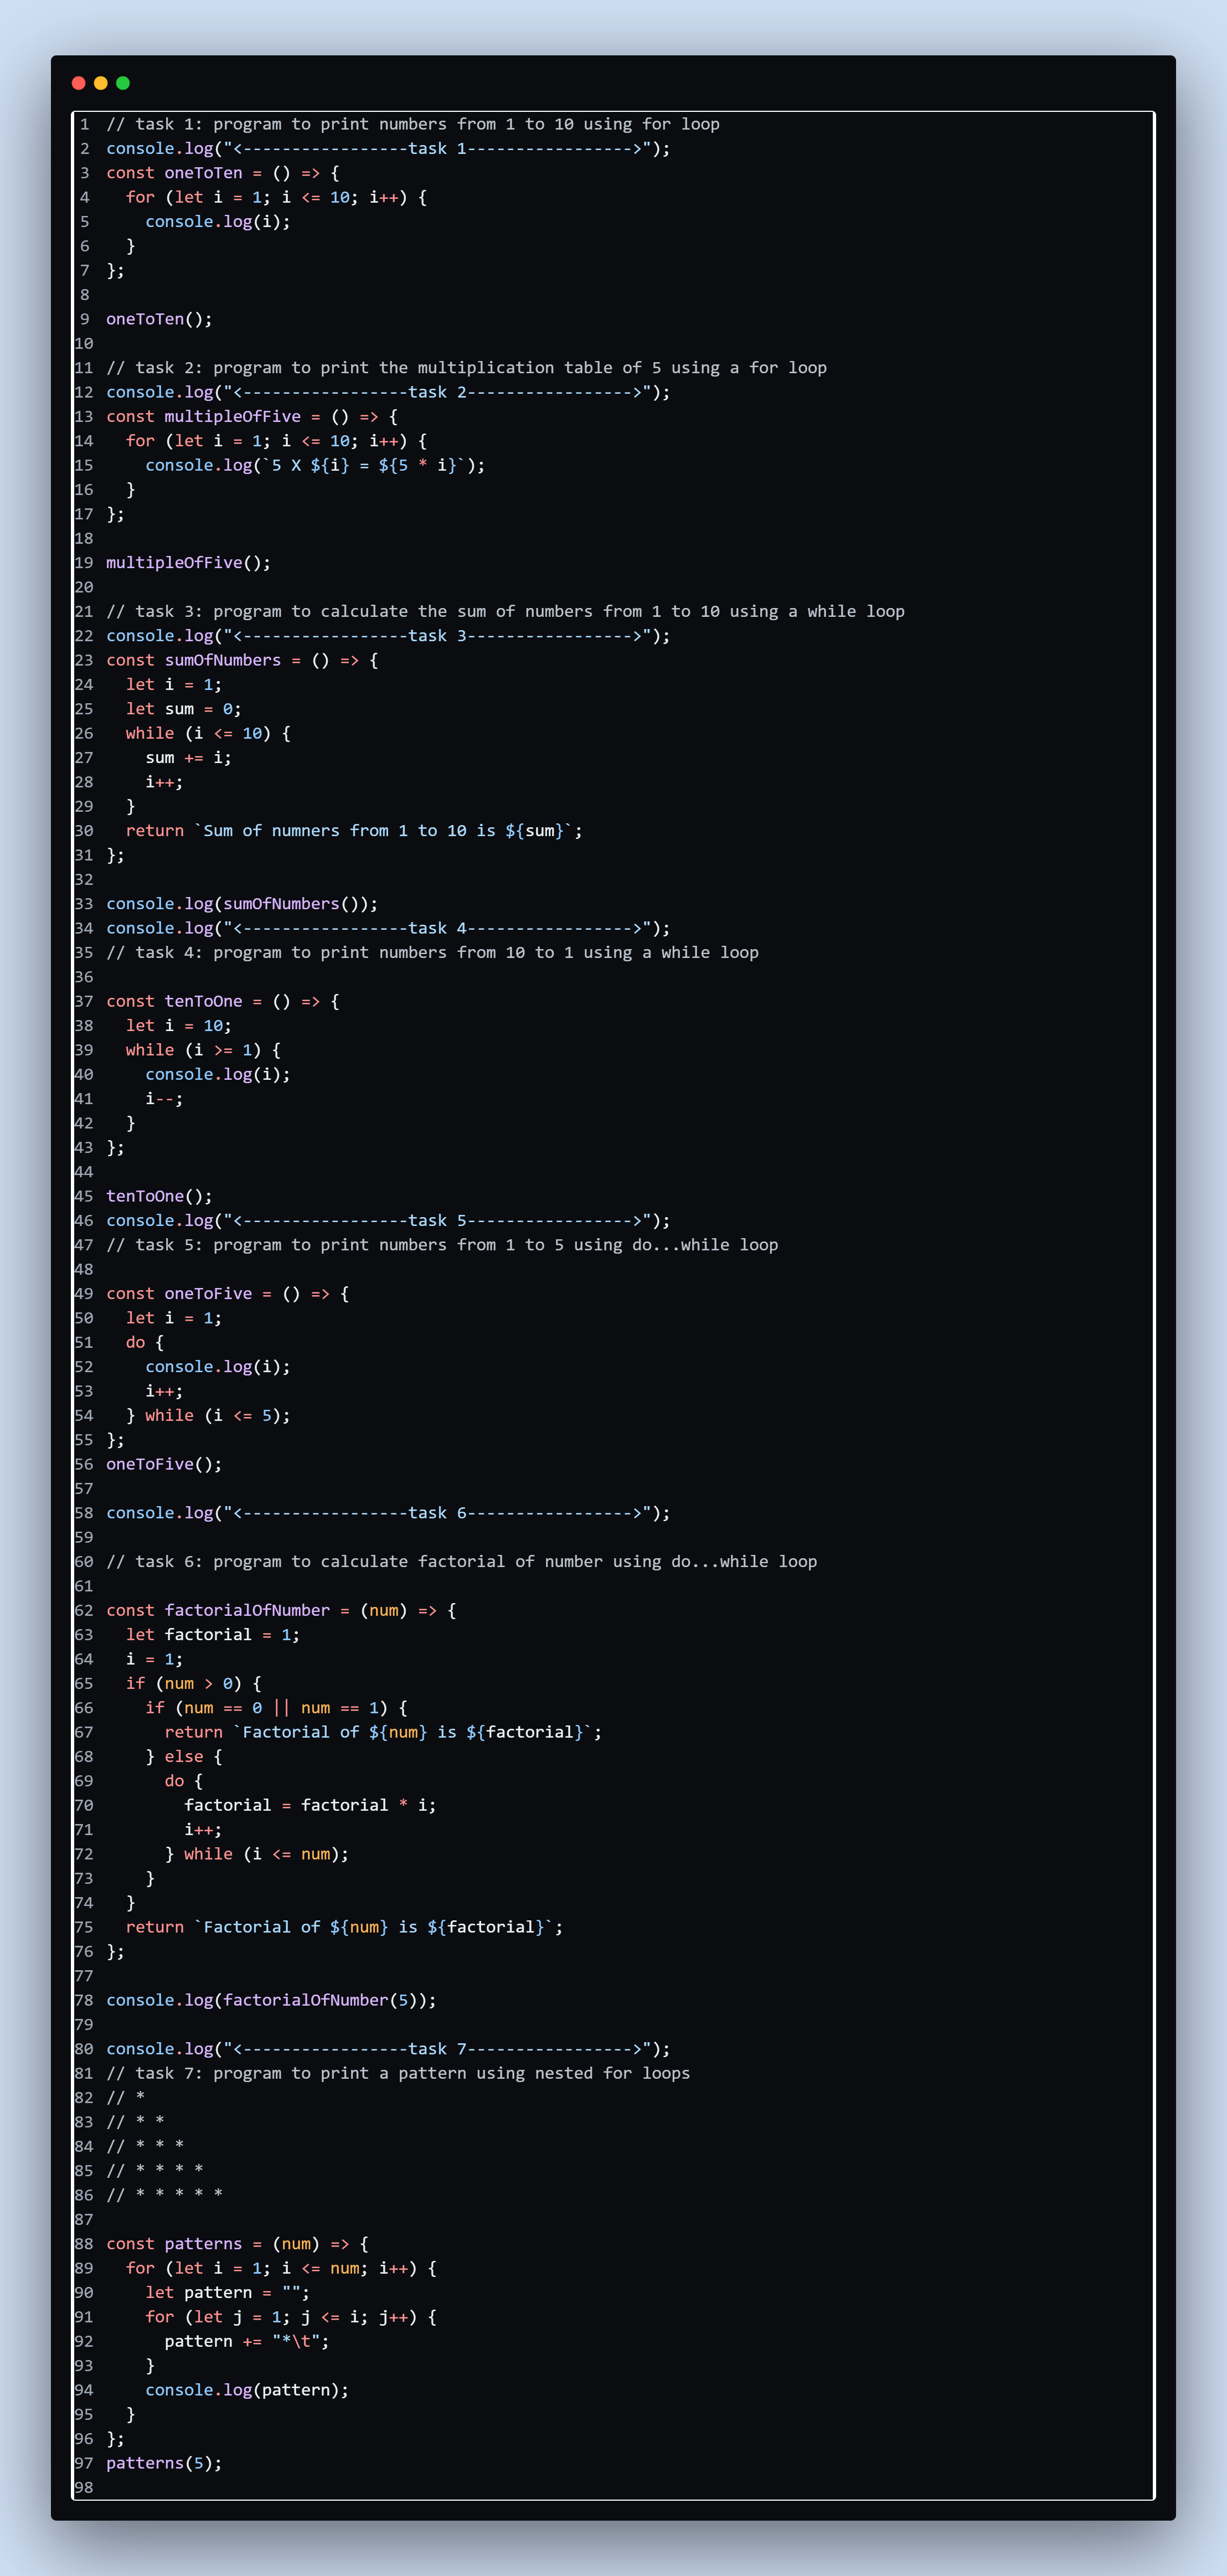 1 // task 1: program to print numbers from 1 to 10 using for loop
2 console.log("<-----------------task 1----------------->");
3 const oneToTen = () => {
4   for (let i = 1; i <= 10; i++) {
5     console.log(i);
6   }
7 };
8
9 oneToTen();
10
11 // task 2: program to print the multiplication table of 5 using a for loop
12 console.log("<-----------------task 2----------------->");
13 const multipleOfFive = () => {
14   for (let i = 1; i <= 10; i++) {
15     console.log(`5 X ${i} = ${5 * i}`);
16   }
17 };
18
19 multipleOfFive();
20
21 // task 3: program to calculate the sum of numbers from 1 to 10 using a while loop
22 console.log("<-----------------task 3----------------->");
23 const sumOfNumbers = () => {
24   let i = 1;
25   let sum = 0;
26   while (i <= 10) {
27     sum += i;
28     i++;
29   }
30   return `Sum of numners from 1 to 10 is ${sum}`;
31 };
32
33 console.log(sumOfNumbers());
34 console.log("<-----------------task 4----------------->");
35 // task 4: program to print numbers from 10 to 1 using a while loop
36
37 const tenToOne = () => {
38   let i = 10;
39   while (i >= 1) {
40     console.log(i);
41     i--;
42   }
43 };
44
45 tenToOne();
46 console.log("<-----------------task 5----------------->");
47 // task 5: program to print numbers from 1 to 5 using do...while loop
48
49 const oneToFive = () => {
50   let i = 1;
51   do {
52     console.log(i);
53     i++;
54   } while (i <= 5);
55 };
56 oneToFive();
57
58 console.log("<-----------------task 6----------------->");
59
60 // task 6: program to calculate factorial of number using do...while loop
61
62 const factorialOfNumber = (num) => {
63   let factorial = 1;
64   i = 1;
65   if (num > 0) {
66     if (num == 0 || num == 1) {
67       return `Factorial of ${num} is ${factorial}`;
68     } else {
69       do {
70         factorial = factorial * i;
71         i++;
72       } while (i <= num);
73     }
74   }
75   return `Factorial of ${num} is ${factorial}`;
76 };
77
78 console.log(factorialOfNumber(5));
79
80 console.log("<-----------------task 7----------------->");
81 // task 7: program to print a pattern using nested for loops
82 // *
83 // * *
84 // * * *
85 // * * * *
86 // * * * * *
87
88 const patterns = (num) => {
89   for (let i = 1; i <= num; i++) {
90     let pattern = "";
91     for (let j = 1; j <= i; j++) {
92       pattern += "*\t";
93     }
94     console.log(pattern);
95   }
96 };
97 patterns(5);
98